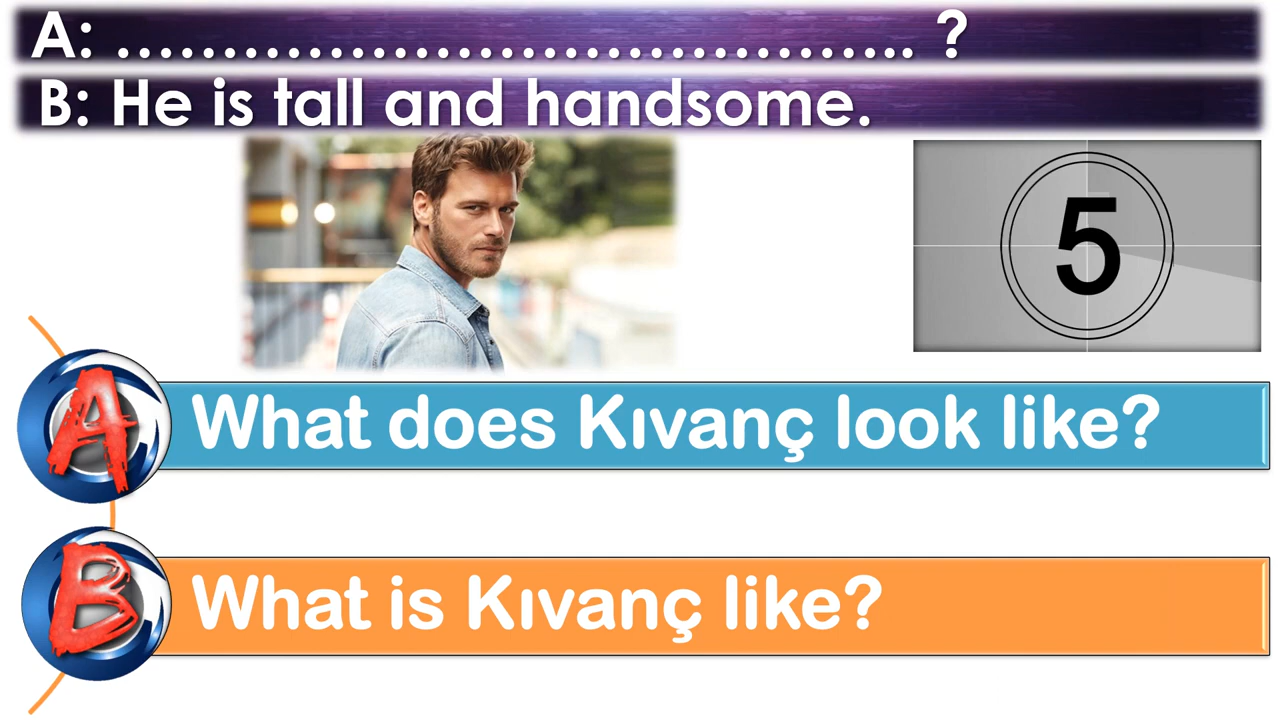 A: ………………………………….. ?
B: He is tall and handsome.
5
A What does Kıvanç look like?
B What is Kıvanç like?